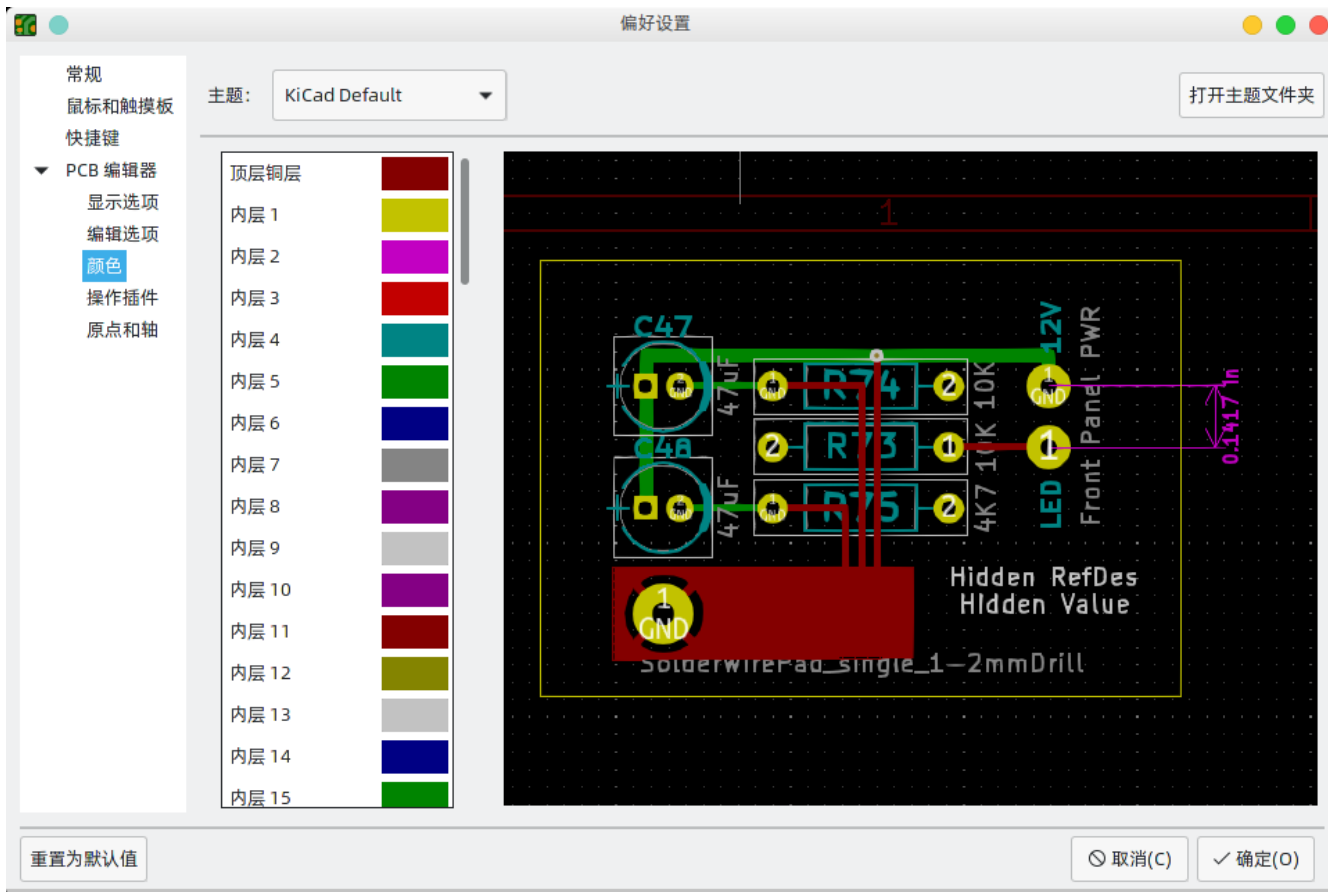 偏好设置
常规
鼠标和触摸板
快捷键
PCB 编辑器
显示选项
编辑选项
颜色
操作插件
原点和轴
主题：
KiCad Default
打开主题文件夹
顶层铜层
内层 1
内层 2
内层 3
内层 4
内层 5
内层 6
内层 7
内层 8
内层 9
内层 10
内层 11
内层 12
内层 13
内层 14
内层 15
1
C47
47uF
1
2
GND
R74
10K
12V
1
GND
Front Panel PWR
0.1417 in
C48
47uF
2
R73
1
10K
1
LED
R75
2
4K7
Hidden RefDes
Hidden Value
1
GND
SolderWirePad_single_1-2mmDrill
重置为默认值
取消(C)
确定(O)